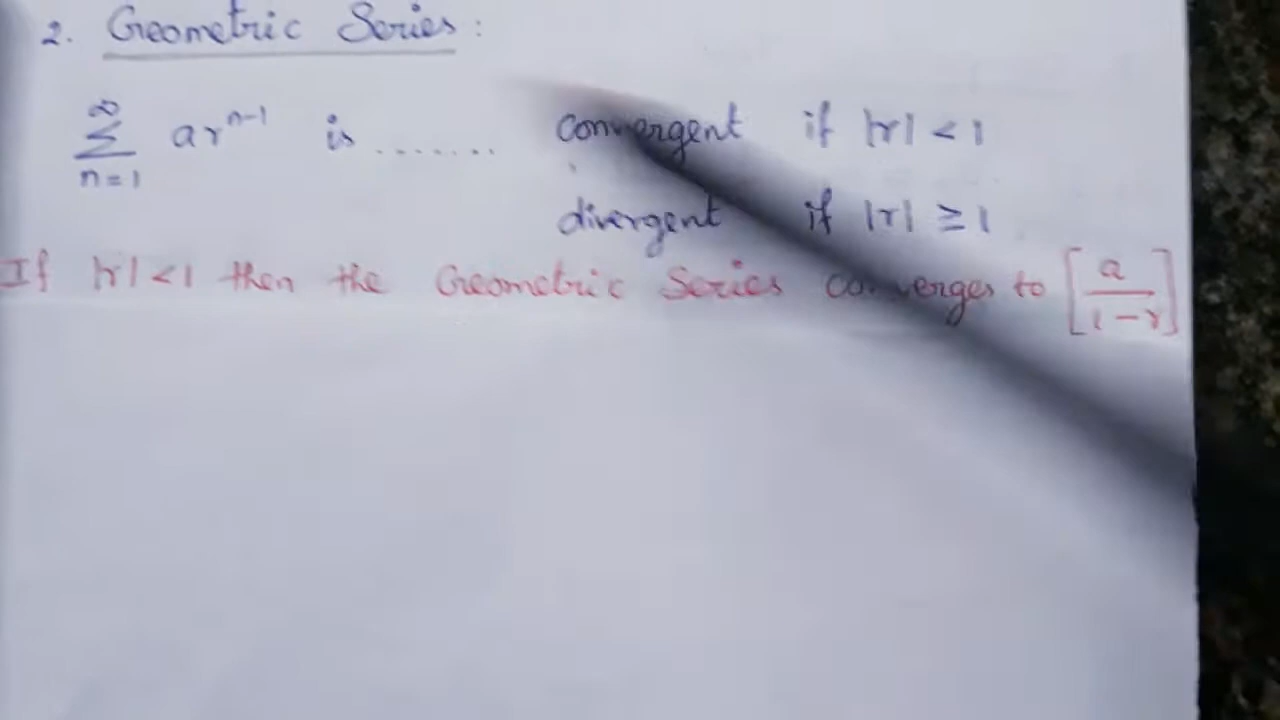 2. Geometric Series:
∞
∑ ar^(n-1) is ....... convergent if |r| < 1
n=1
divergent if |r| ≥ 1
If |r| < 1 then the Geometric Series converges to [a/(1-r)]